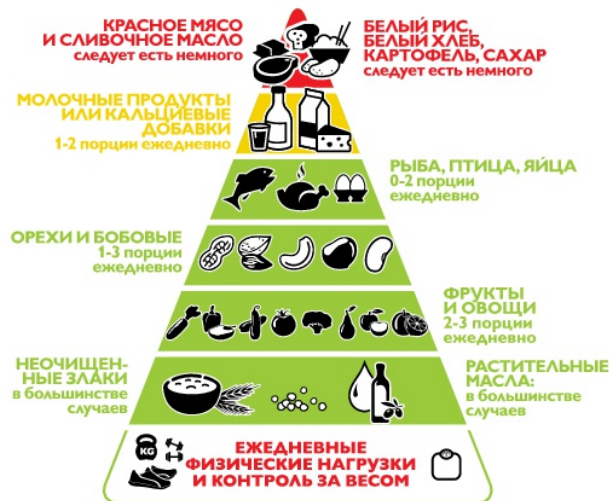 КРАСНОЕ МЯСО
И СЛИВОЧНОЕ МАСЛО
следует есть немного
БЕЛЫЙ РИС,
БЕЛЫЙ ХЛЕБ,
КАРТОФЕЛЬ, САХАР
следует есть немного
МОЛОЧНЫЕ ПРОДУКТЫ
ИЛИ КАЛЬЦИЕВЫЕ
ДОБАВКИ
1-2 порции ежедневно
РЫБА, ПТИЦА, ЯЙЦА
0-2 порции
ежедневно
ОРЕХИ И БОБОВЫЕ
1-3 порции
ежедневно
ФРУКТЫ
И ОВОЩИ
2-3 порции
ежедневно
НЕОЧИЩЕН-
НЫЕ ЗЛАКИ
в большинстве
случаев
РАСТИТЕЛЬНЫЕ
МАСЛА:
в большинстве
случаев
KG
ЕЖЕДНЕВНЫЕ
ФИЗИЧЕСКИЕ НАГРУЗКИ
И КОНТРОЛЬ ЗА ВЕСОМ